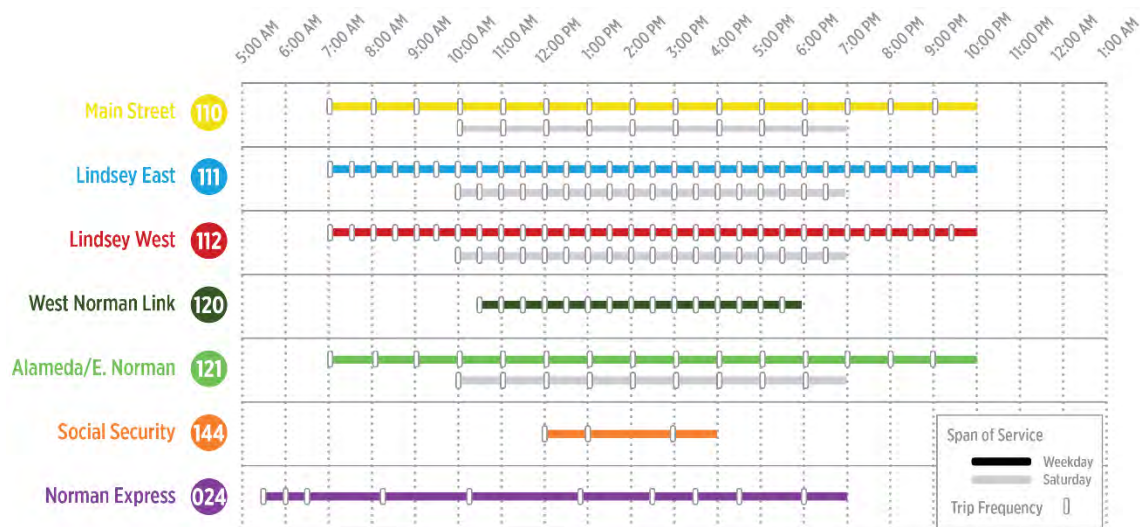 5:00 AM
6:00 AM
7:00 AM
8:00 AM
9:00 AM
10:00 AM
11:00 AM
12:00 PM
1:00 PM
2:00 PM
3:00 PM
4:00 PM
5:00 PM
6:00 PM
7:00 PM
8:00 PM
9:00 PM
10:00 PM
11:00 PM
12:00 AM
1:00 AM
Main Street 110
Lindsey East 111
Lindsey West 112
West Norman Link 120
Alameda/E. Norman 121
Social Security 144
Norman Express 024
Span of Service
Weekday
Saturday
Trip Frequency